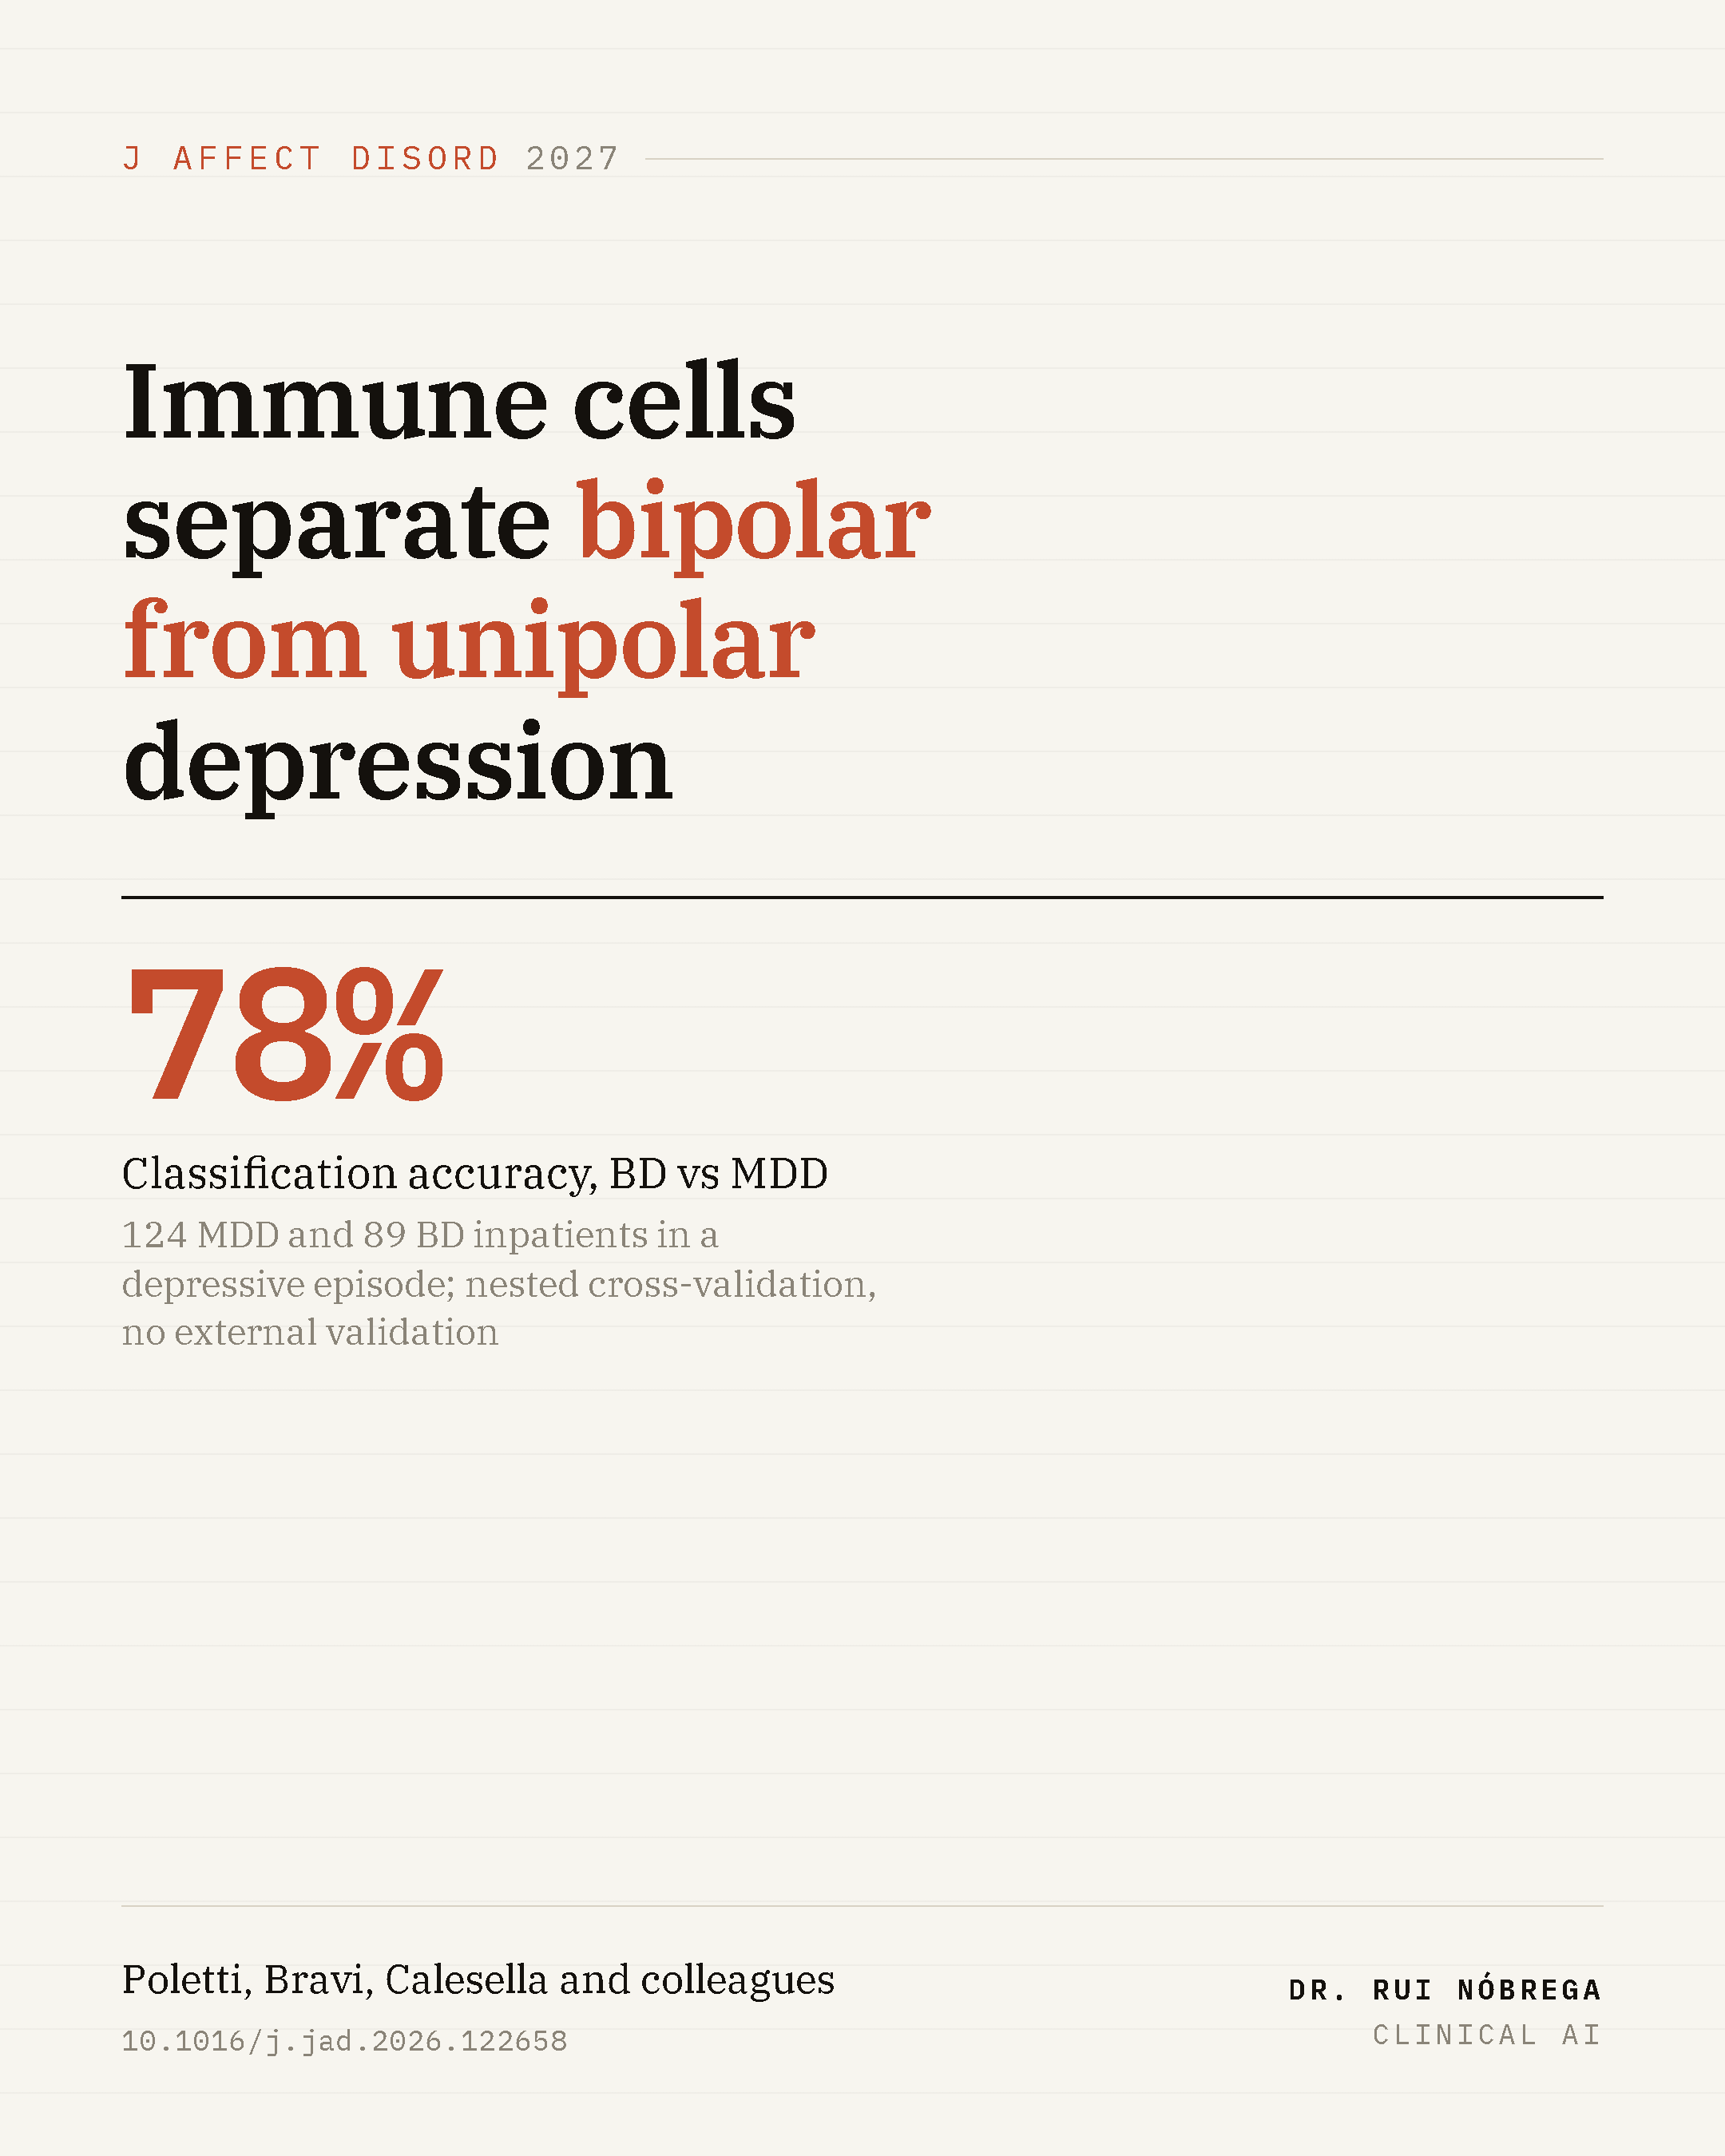 J AFFECT DISORD 2027
Immune cells
separate bipolar
from unipolar
depression
78%
Classification accuracy, BD vs MDD
124 MDD and 89 BD inpatients in a
depressive episode; nested cross-validation,
no external validation
Poletti, Bravi, Calesella and colleagues
10.1016/j.jad.2026.122658
DR. RUI NÓBREGA
CLINICAL AI